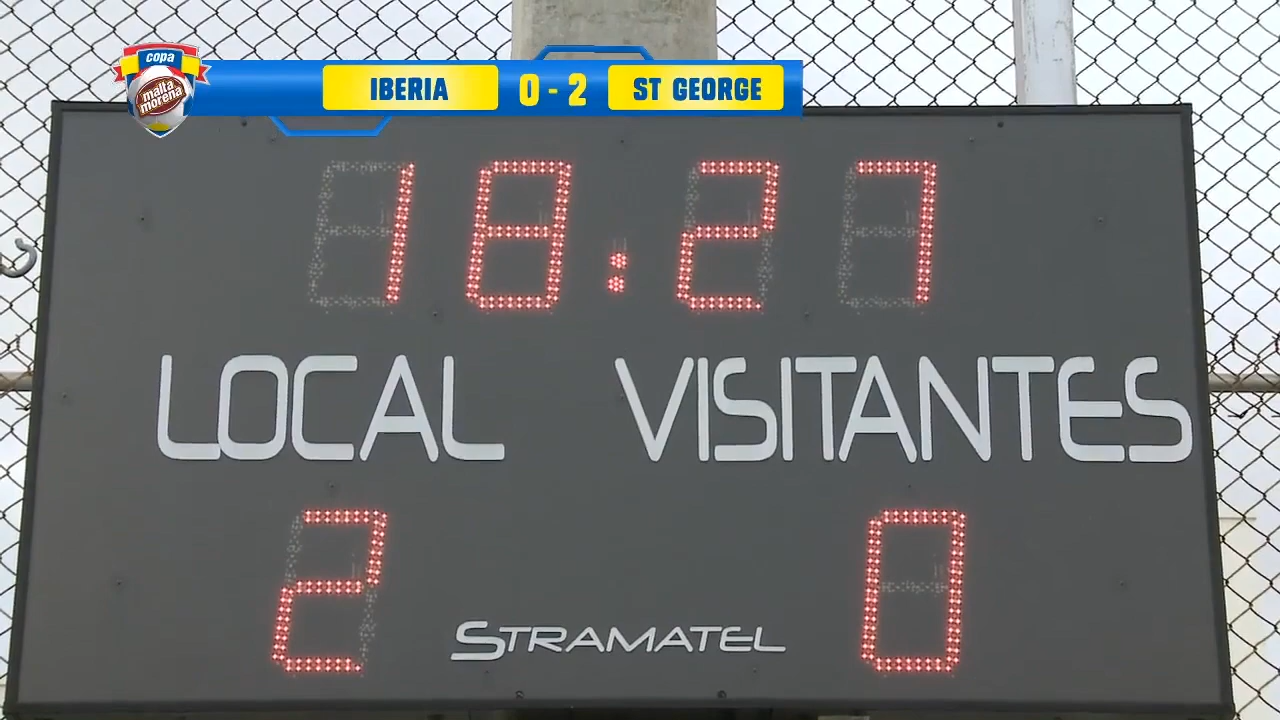 copa
malta
morena
IBERIA 0 - 2 ST GEORGE
18:27
LOCAL VISITANTES
2 0
STRAMATEL